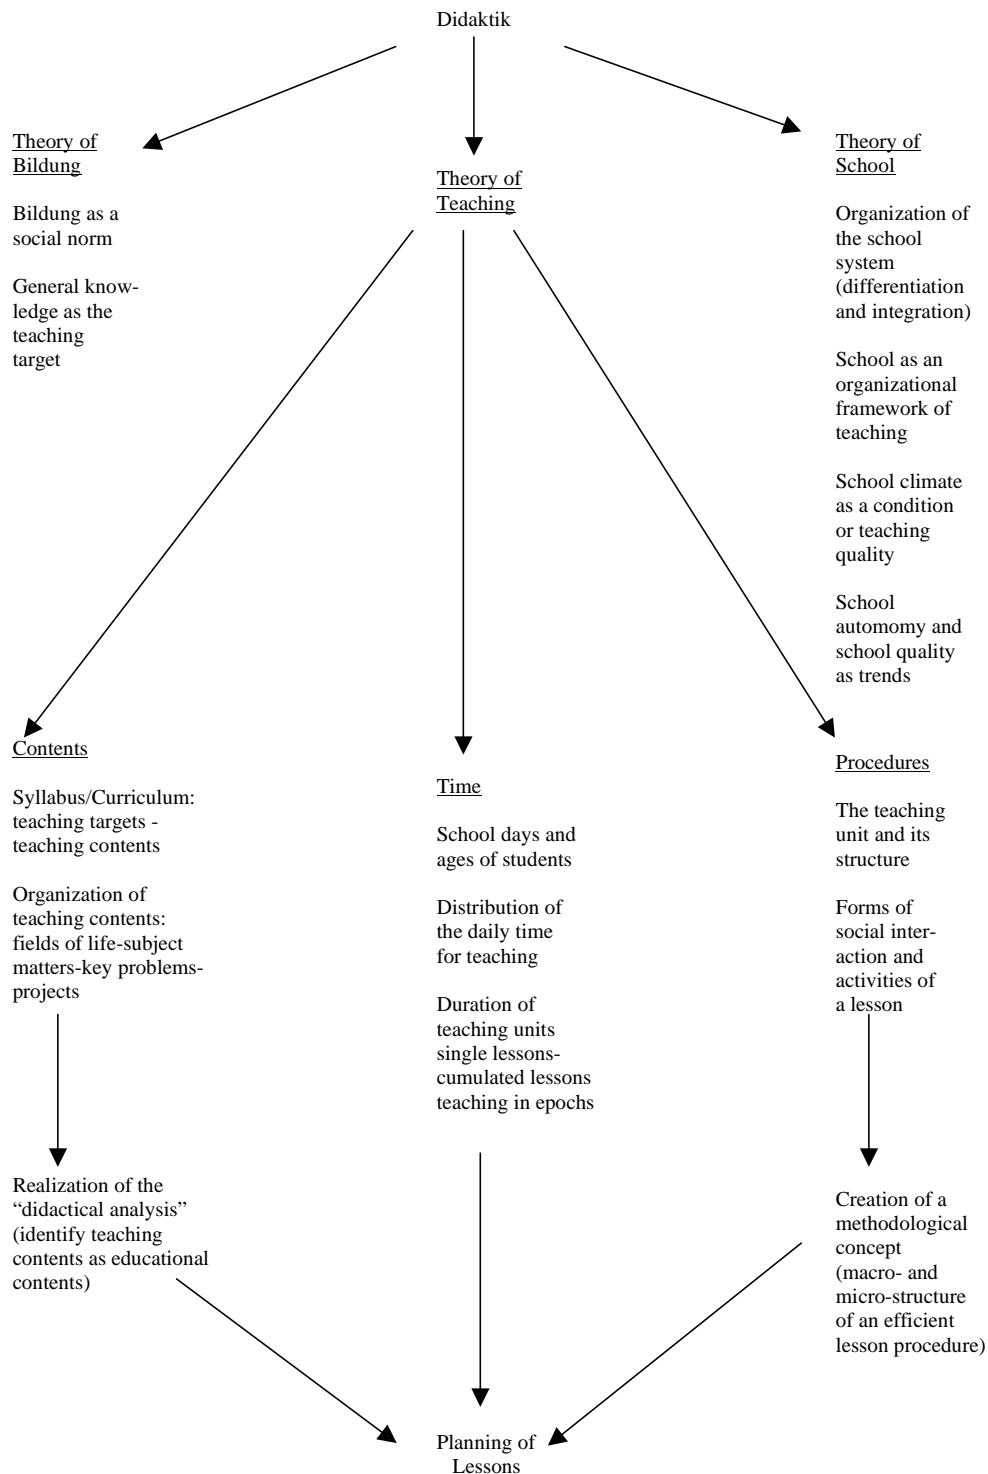 Didaktik
Theory of
Bildung
Bildung as a
social norm
General know-
ledge as the
teaching
target
Theory of
Teaching
Theory of
School
Organization of
the school
system
(differentiation
and integration)
School as an
organizational
framework of
teaching
School climate
as a condition
or teaching
quality
School
automomy and
school quality
as trends
Contents
Syllabus/Curriculum:
teaching targets -
teaching contents
Organization of
teaching contents:
fields of life-subject
matters-key problems-
projects
Time
School days and
ages of students
Distribution of
the daily time
for teaching
Duration of
teaching units
single lessons-
cumulated lessons
teaching in epochs
Procedures
The teaching
unit and its
structure
Forms of
social inter-
action and
activities of
a lesson
Realization of the
“didactical analysis”
(identify teaching
contents as educational
contents)
Creation of a
methodological
concept
(macro- and
micro-structure
of an efficient
lesson procedure)
Planning of
Lessons